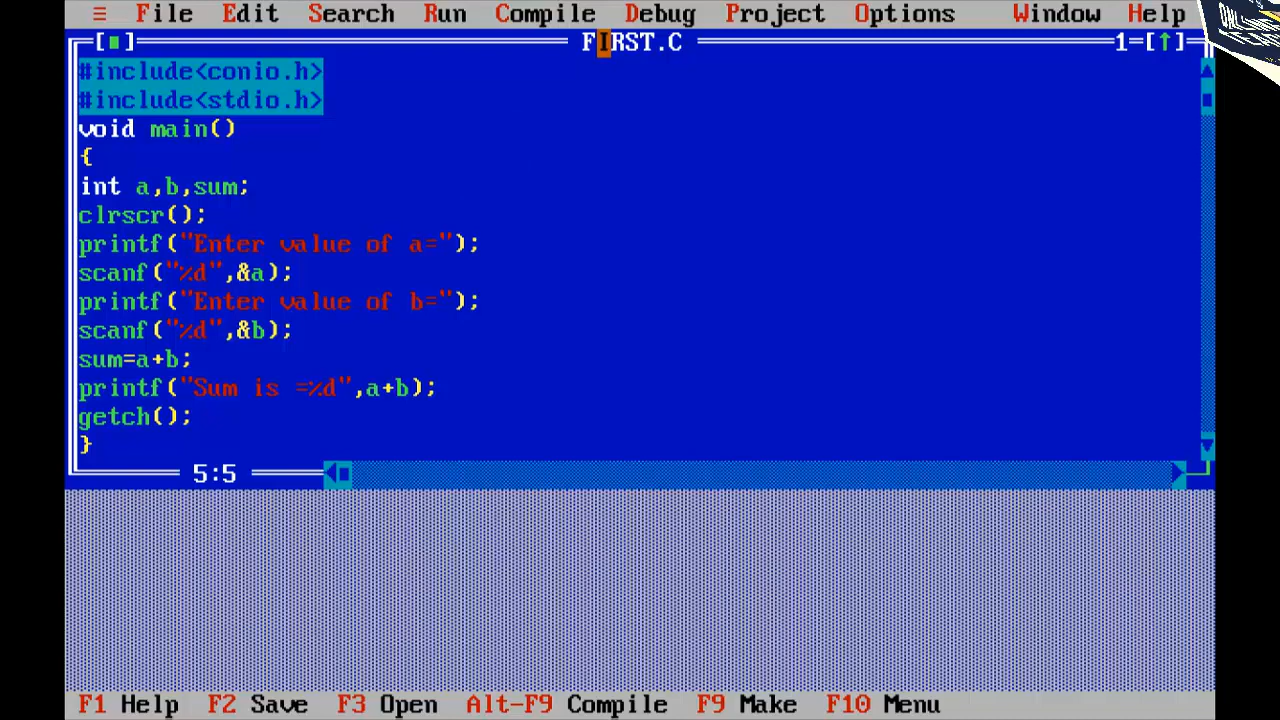 ≡ File Edit Search Run Compile Debug Project Options Window Help
[■] FIRST.C 1=[↑]
#include<conio.h>
#include<stdio.h>
void main()
{
int a,b,sum;
clrscr();
printf("Enter value of a=");
scanf("%d",&a);
printf("Enter value of b=");
scanf("%d",&b);
sum=a+b;
printf("Sum is =%d",a+b);
getch();
}
5:5
F1 Help F2 Save F3 Open Alt-F9 Compile F9 Make F10 Menu